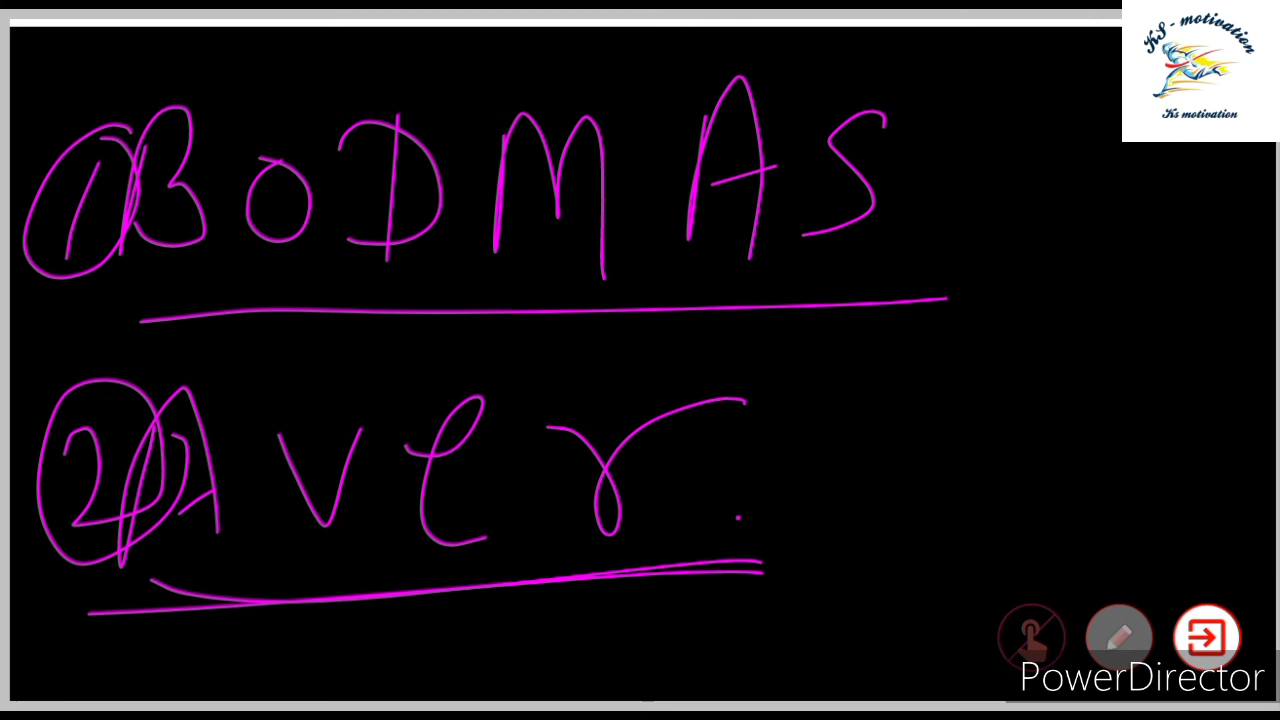 KS - motivation
Ks motivation
1) BODMAS
2) Aver.
PowerDirector